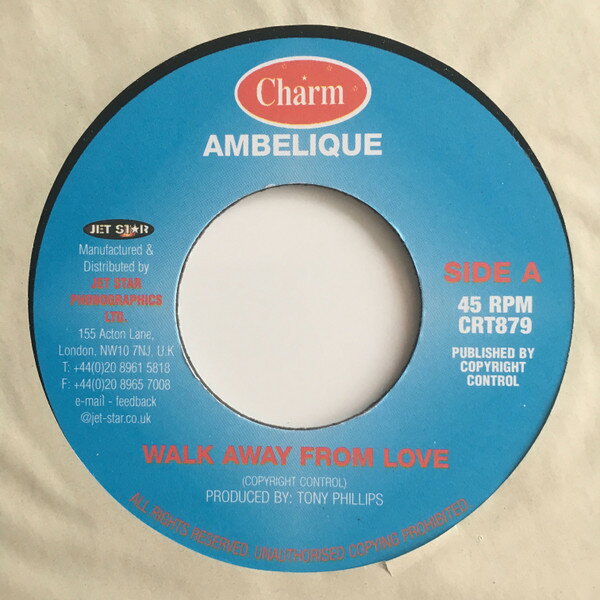 Charm
AMBELIQUE
JET ST★R
Manufactured &
Distributed by
JET STAR
PHONOGRAPHICS
LTD.
155 Acton Lane,
London, NW10 7NJ, U.K
T: +44(0)20 8961 5818
F: +44(0)20 8965 7008
e-mail - feedback
@jet-star.co.uk
SIDE A
45 RPM
CRT879
PUBLISHED BY
COPYRIGHT
CONTROL
WALK AWAY FROM LOVE
(COPYRIGHT CONTROL)
PRODUCED BY: TONY PHILLIPS
ALL RIGHTS RESERVED. UNAUTHORISED COPYING PROHIBITED.